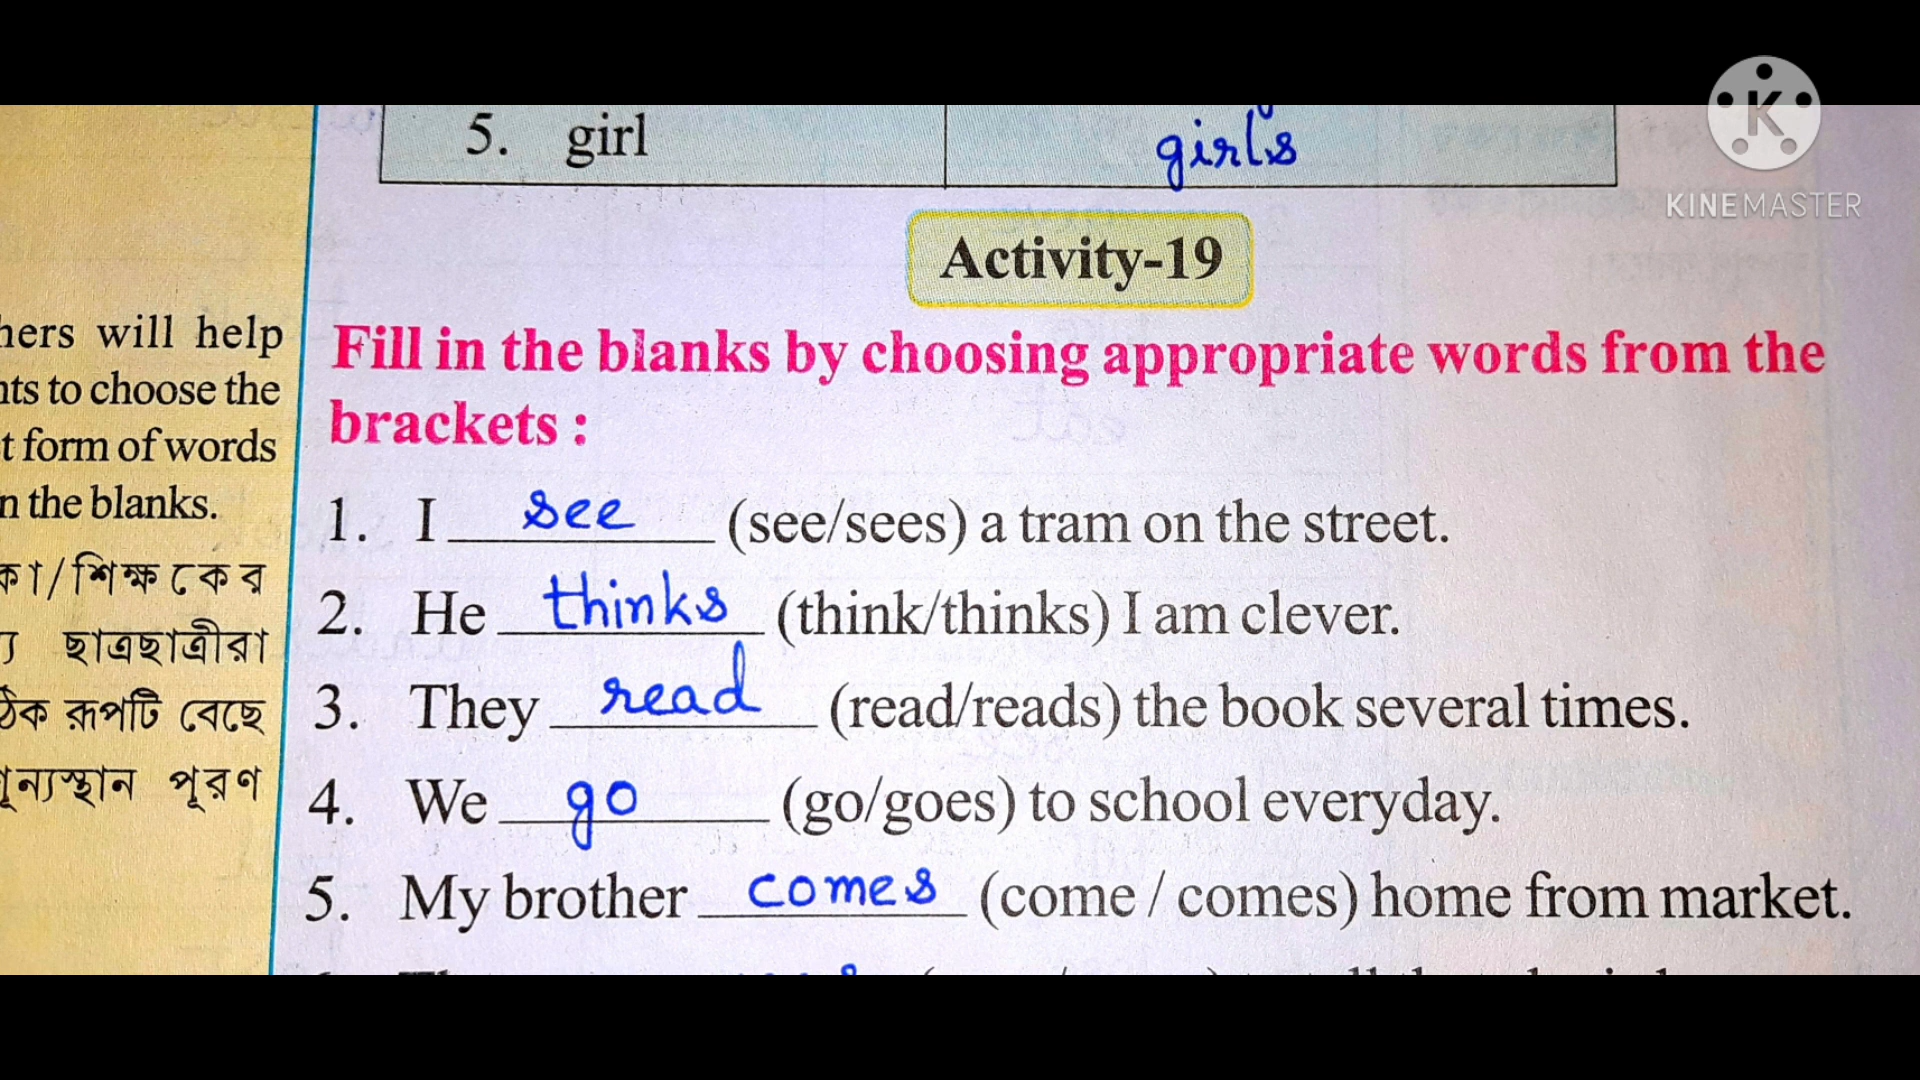 K
KINEMASTER
5. girl girls
Activity-19
Fill in the blanks by choosing appropriate words from the
brackets :
1. I see (see/sees) a tram on the street.
2. He thinks (think/thinks) I am clever.
3. They read (read/reads) the book several times.
4. We go (go/goes) to school everyday.
5. My brother comes (come / comes) home from market.
hers will help
nts to choose the
t form of words
n the blanks.
কা/শিক্ষকের
য ছাত্রছাত্রীরা
ঠিক রূপটি বেছে
শূন্যস্থান পূরণ